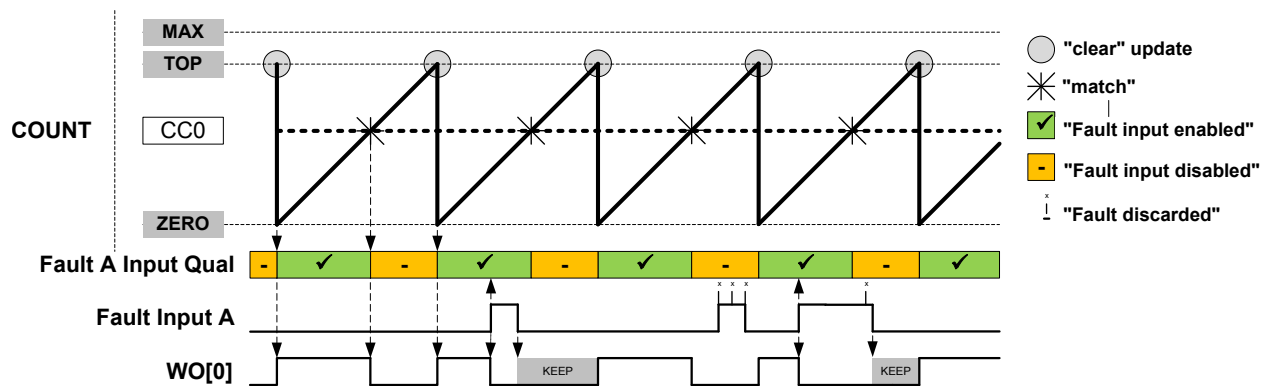 MAX
TOP
COUNT
CC0
ZERO
"clear" update
"match"
"Fault input enabled"
- "Fault input disabled"
x
"Fault discarded"
Fault A Input Qual - ✓ - ✓ - ✓ - ✓ - ✓
x x x x
Fault Input A
WO[0] KEEP KEEP